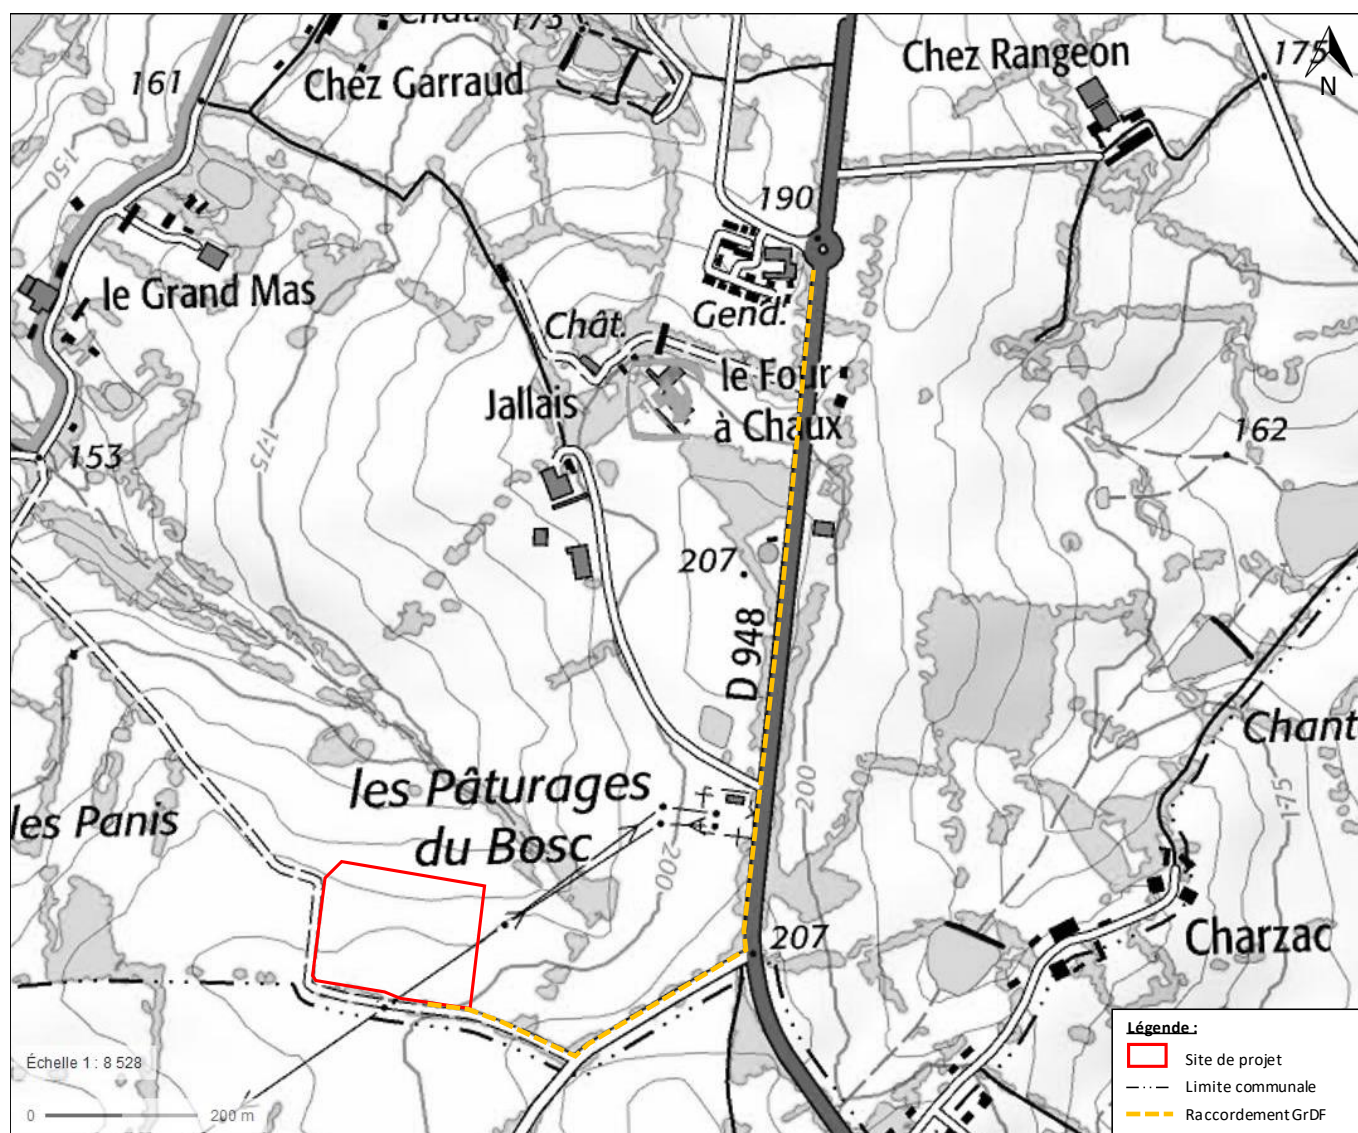 Chât.
173
175
161
Chez Garraud
Chez Rangeon
N
150
190
le Grand Mas
Gend.
Chât.
le Four
à Chaux
Jallais
175
153
162
207
D 948
Chant
les Pâturages
du Bosc
200
175
les Panis
200
207
Charzac
Échelle 1 : 8 528
0
200 m
Légende :
Site de projet
Limite communale
Raccordement GrDF